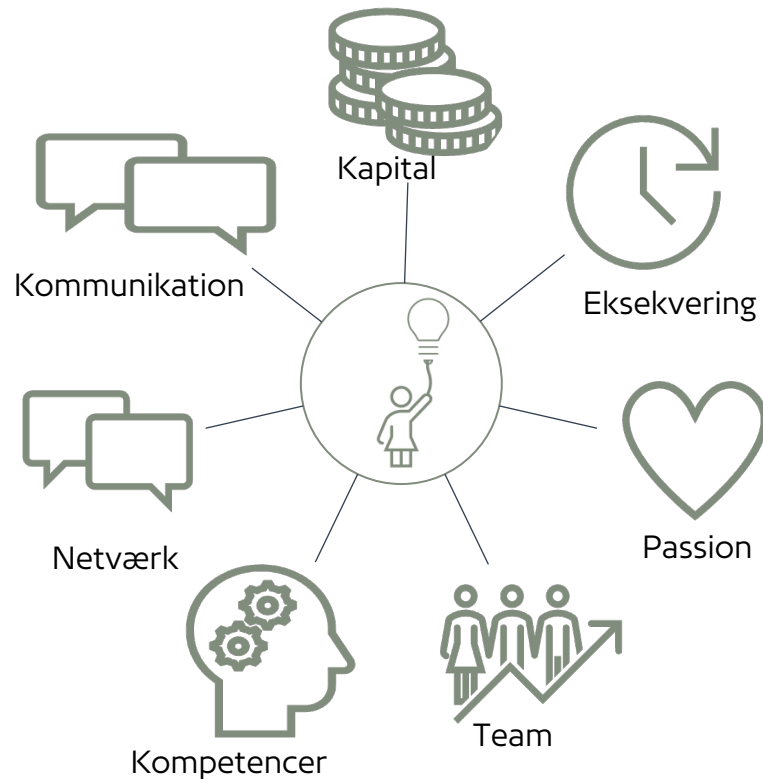 Kapital
Kommunikation
Eksekvering
Netværk
Passion
Kompetencer
Team